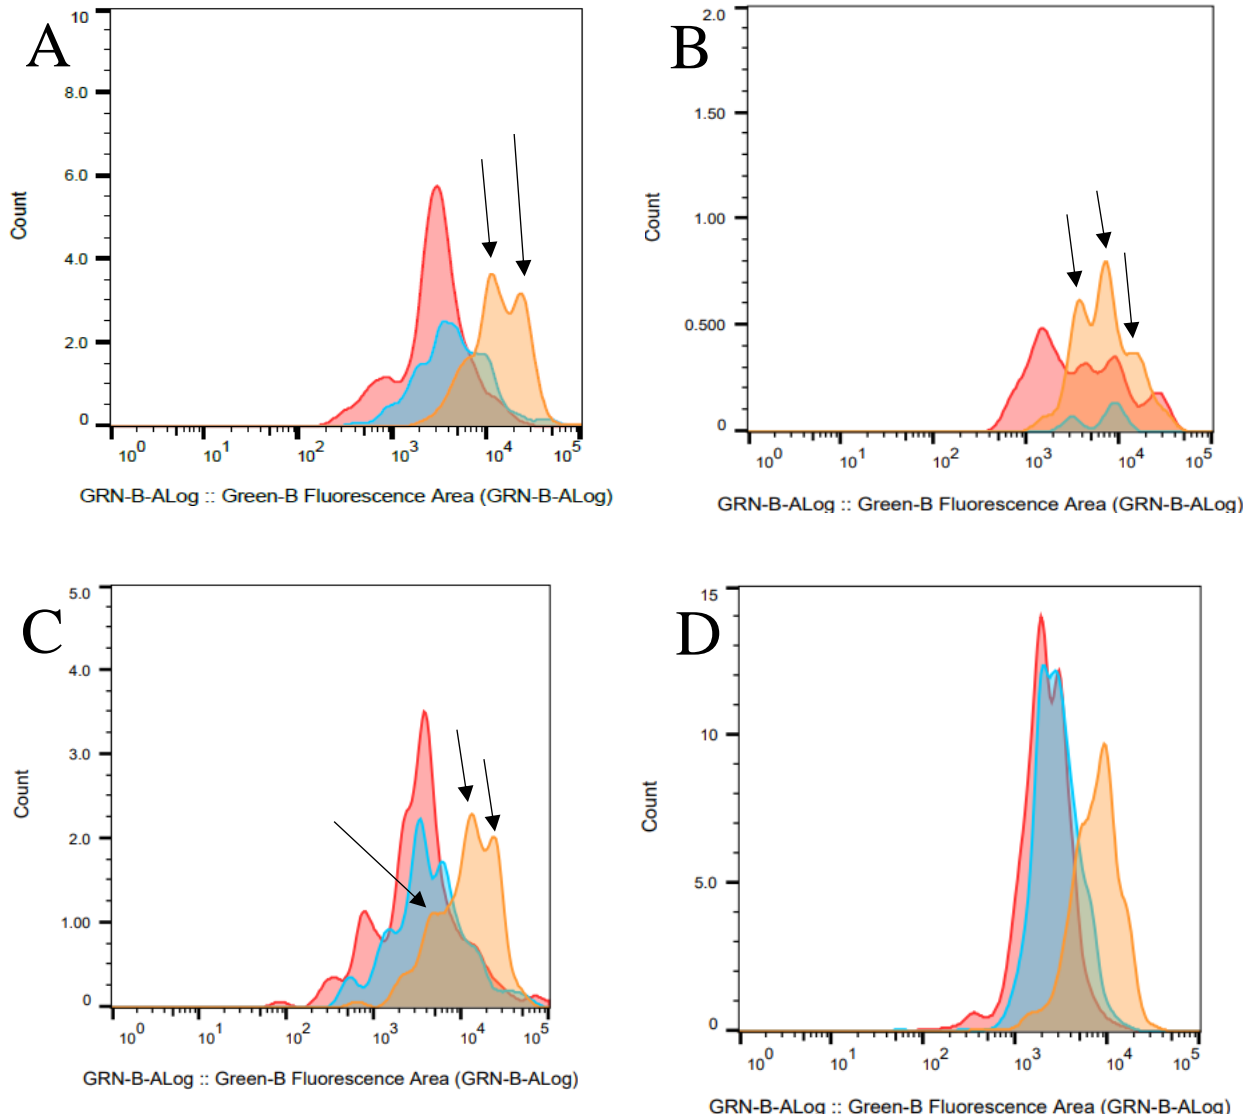 A
10
8.0
6.0
4.0
2.0
0
Count
10^0 10^1 10^2 10^3 10^4 10^5
GRN-B-ALog :: Green-B Fluorescence Area (GRN-B-ALog)
B
2.0
1.50
1.00
0.500
0
Count
10^0 10^1 10^2 10^3 10^4 10^5
GRN-B-ALog :: Green-B Fluorescence Area (GRN-B-ALog)
C
5.0
4.0
3.0
2.0
1.00
0
Count
10^0 10^1 10^2 10^3 10^4 10^5
GRN-B-ALog :: Green-B Fluorescence Area (GRN-B-ALog)
D
15
10
5.0
0
Count
10^0 10^1 10^2 10^3 10^4 10^5
GRN-B-ALog :: Green-B Fluorescence Area (GRN-B-ALog)